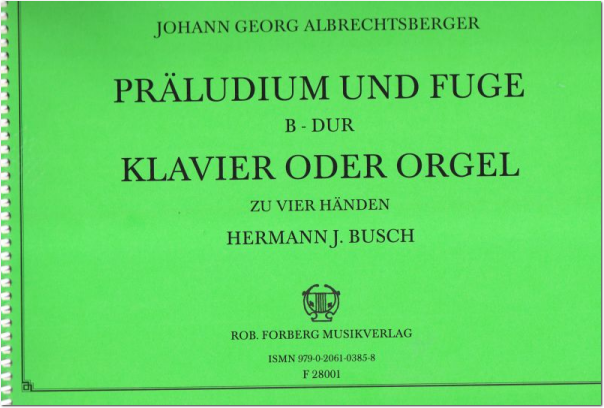 JOHANN GEORG ALBRECHTSBERGER
PRÄLUDIUM UND FUGE
B - DUR
KLAVIER ODER ORGEL
ZU VIER HÄNDEN
HERMANN J. BUSCH
ROB. FORBERG MUSIKVERLAG
ISMN 979-0-2061-0385-8
F 28001